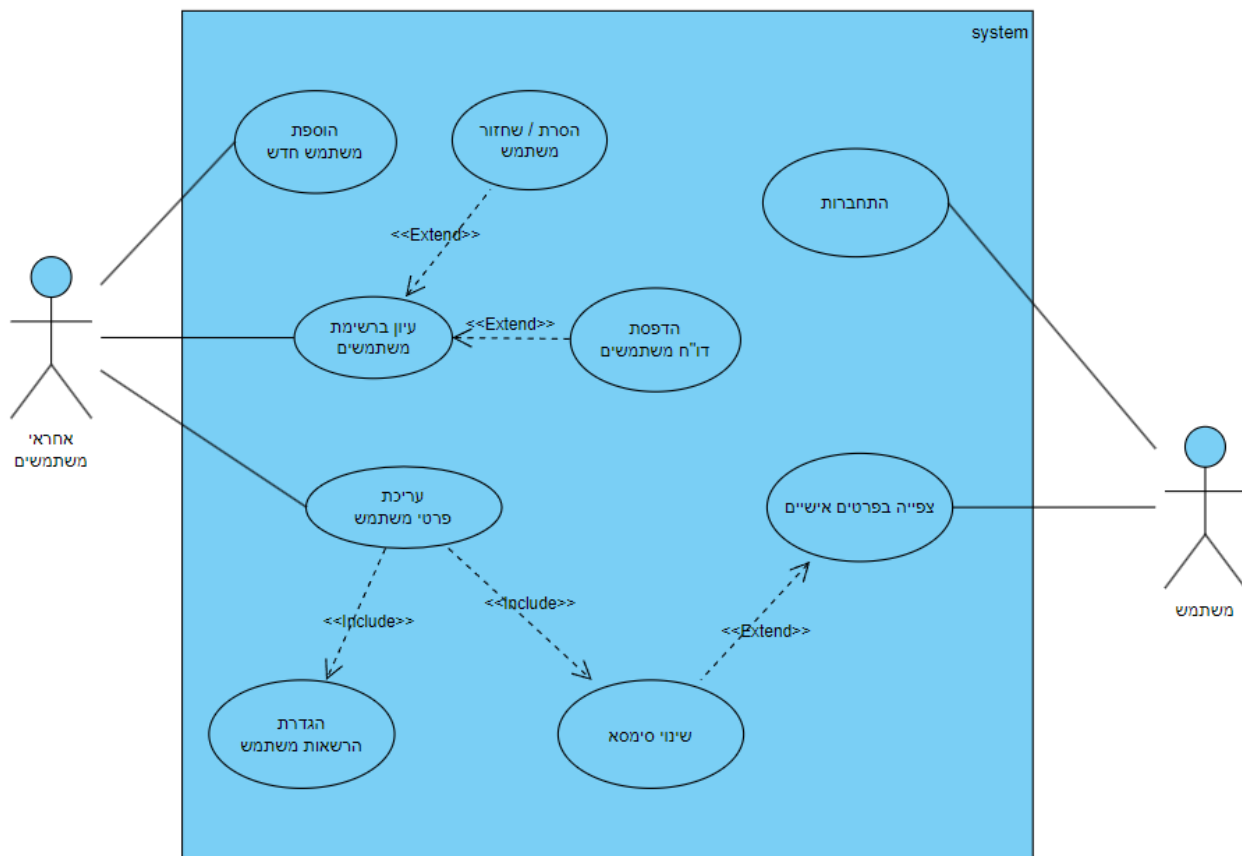 system
הוספת
משתמש חדש
הסרת / שחזור
משתמש
התחברות
<<Extend>>
עיון ברשימת
משתמשים
<<Extend>>
הדפסת
דו"ח משתמשים
אחראי
משתמשים
עריכת
פרטי משתמש
צפייה בפרטים אישיים
משתמש
<<Include>>
<<Include>>
<<Extend>>
הגדרת
הרשאות משתמש
שינוי סימסא